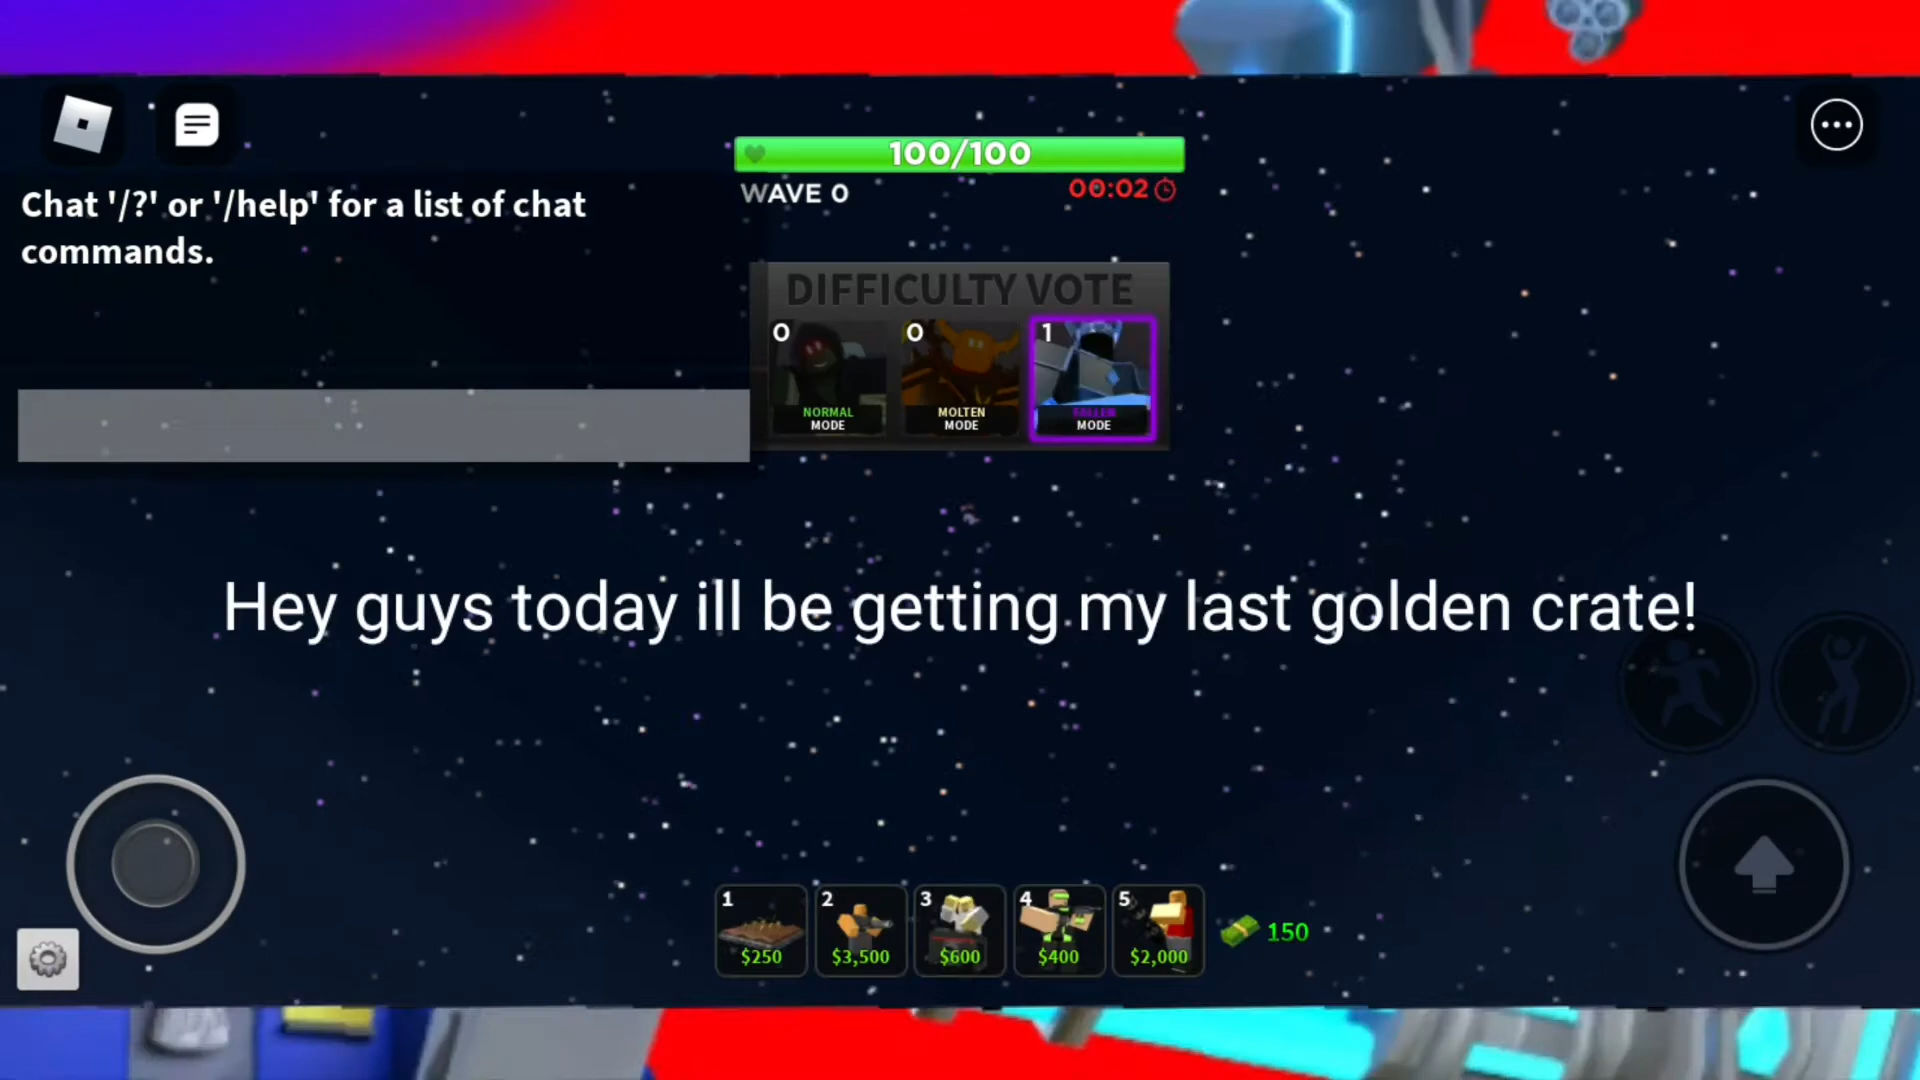 Chat '/?' or '/help' for a list of chat
commands.
100/100
WAVE 0
00:02
DIFFICULTY VOTE
0
0
1
NORMAL
MODE
MOLTEN
MODE
FALLEN
MODE
Hey guys today ill be getting my last golden crate!
1
2
3
4
5
$250
$3,500
$600
$400
$2,000
150